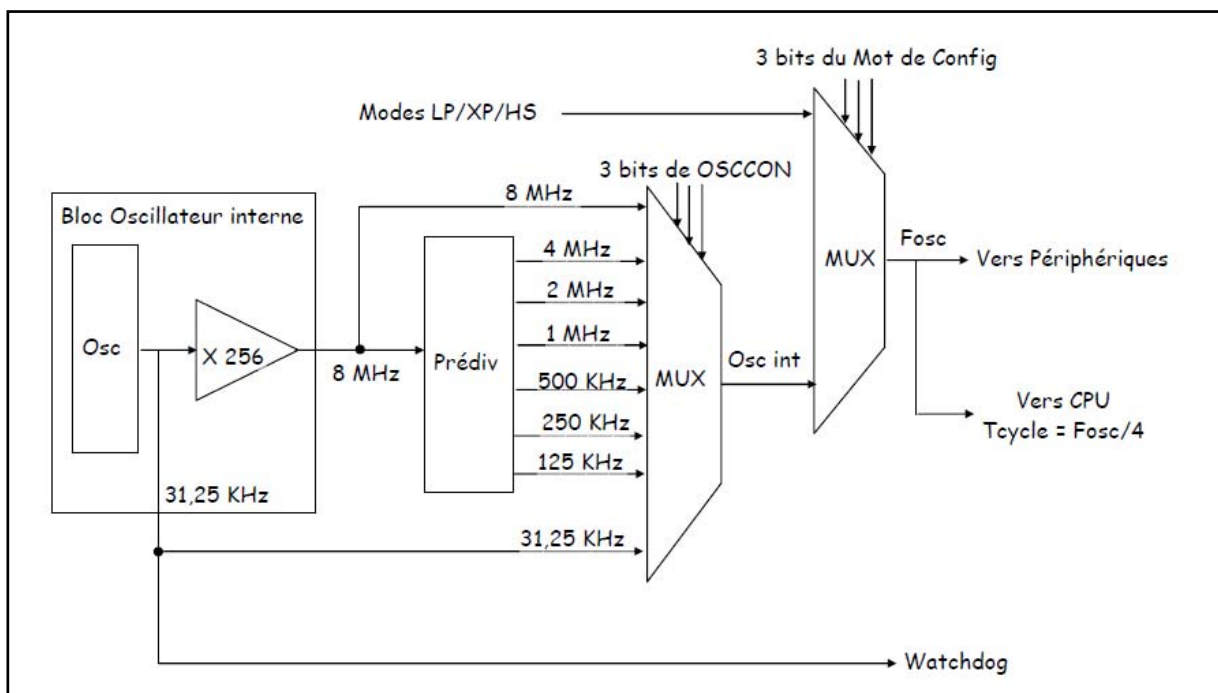 3 bits du Mot de Config
Modes LP/XP/HS
3 bits de OSCCON
8 MHz
Bloc Oscillateur interne
4 MHz
Fosc
MUX
Vers Périphériques
2 MHz
Osc
X 256
1 MHz
8 MHz
Prédiv
MUX
Osc int
500 KHz
Vers CPU
Tcycle = Fosc/4
250 KHz
125 KHz
31,25 KHz
31,25 KHz
Watchdog